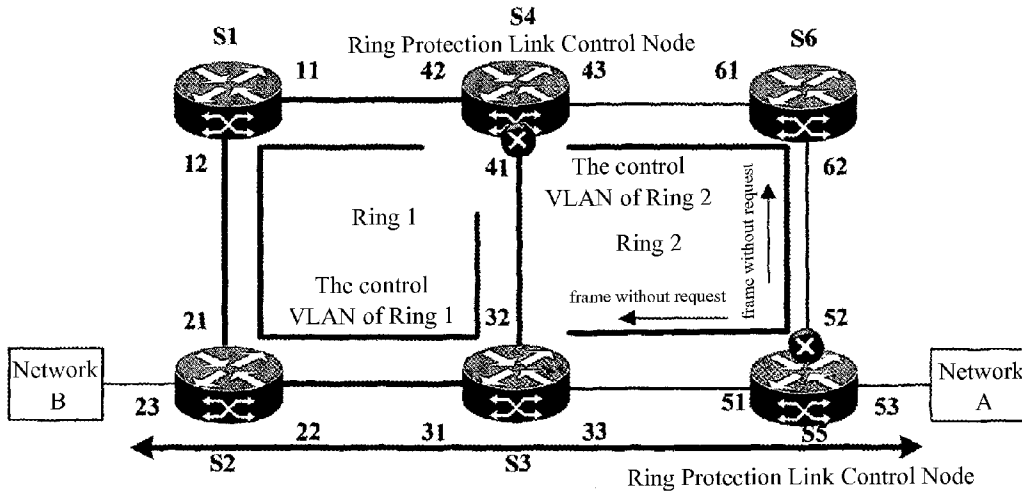 S4
S1
Ring Protection Link Control Node
S6
11
42
43
61
12
41
62
The control
VLAN of Ring 2
Ring 1
Ring 2
frame without request
frame without request
The control
VLAN of Ring 1
21
32
52
Network
B
Network
A
23
51
53
22
31
33
S5
S2
S3
Ring Protection Link Control Node